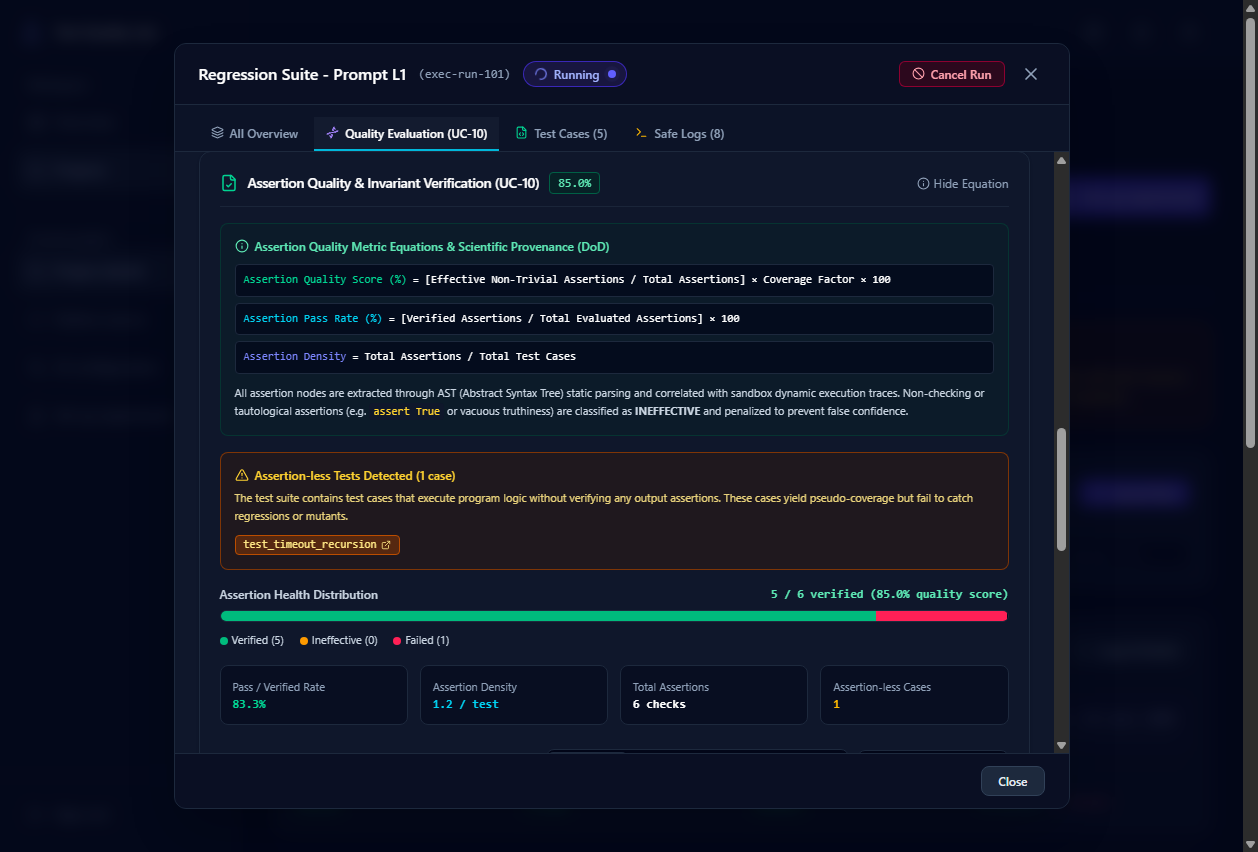 Regression Suite - Prompt L1 (exec-run-101) Running Cancel Run
All Overview Quality Evaluation (UC-10) Test Cases (5) Safe Logs (8)
Assertion Quality & Invariant Verification (UC-10) 85.0% Hide Equation
Assertion Quality Metric Equations & Scientific Provenance (DoD)
Assertion Quality Score (%) = [Effective Non-Trivial Assertions / Total Assertions] × Coverage Factor × 100
Assertion Pass Rate (%) = [Verified Assertions / Total Evaluated Assertions] × 100
Assertion Density = Total Assertions / Total Test Cases
All assertion nodes are extracted through AST (Abstract Syntax Tree) static parsing and correlated with sandbox dynamic execution traces. Non-checking or
tautological assertions (e.g. assert True or vacuous truthiness) are classified as INEFFECTIVE and penalized to prevent false confidence.
Assertion-less Tests Detected (1 case)
The test suite contains test cases that execute program logic without verifying any output assertions. These cases yield pseudo-coverage but fail to catch
regressions or mutants.
test_timeout_recursion
Assertion Health Distribution 5 / 6 verified (85.0% quality score)
Verified (5) Ineffective (0) Failed (1)
Pass / Verified Rate Assertion Density Total Assertions Assertion-less Cases
83.3% 1.2 / test 6 checks 1
Close